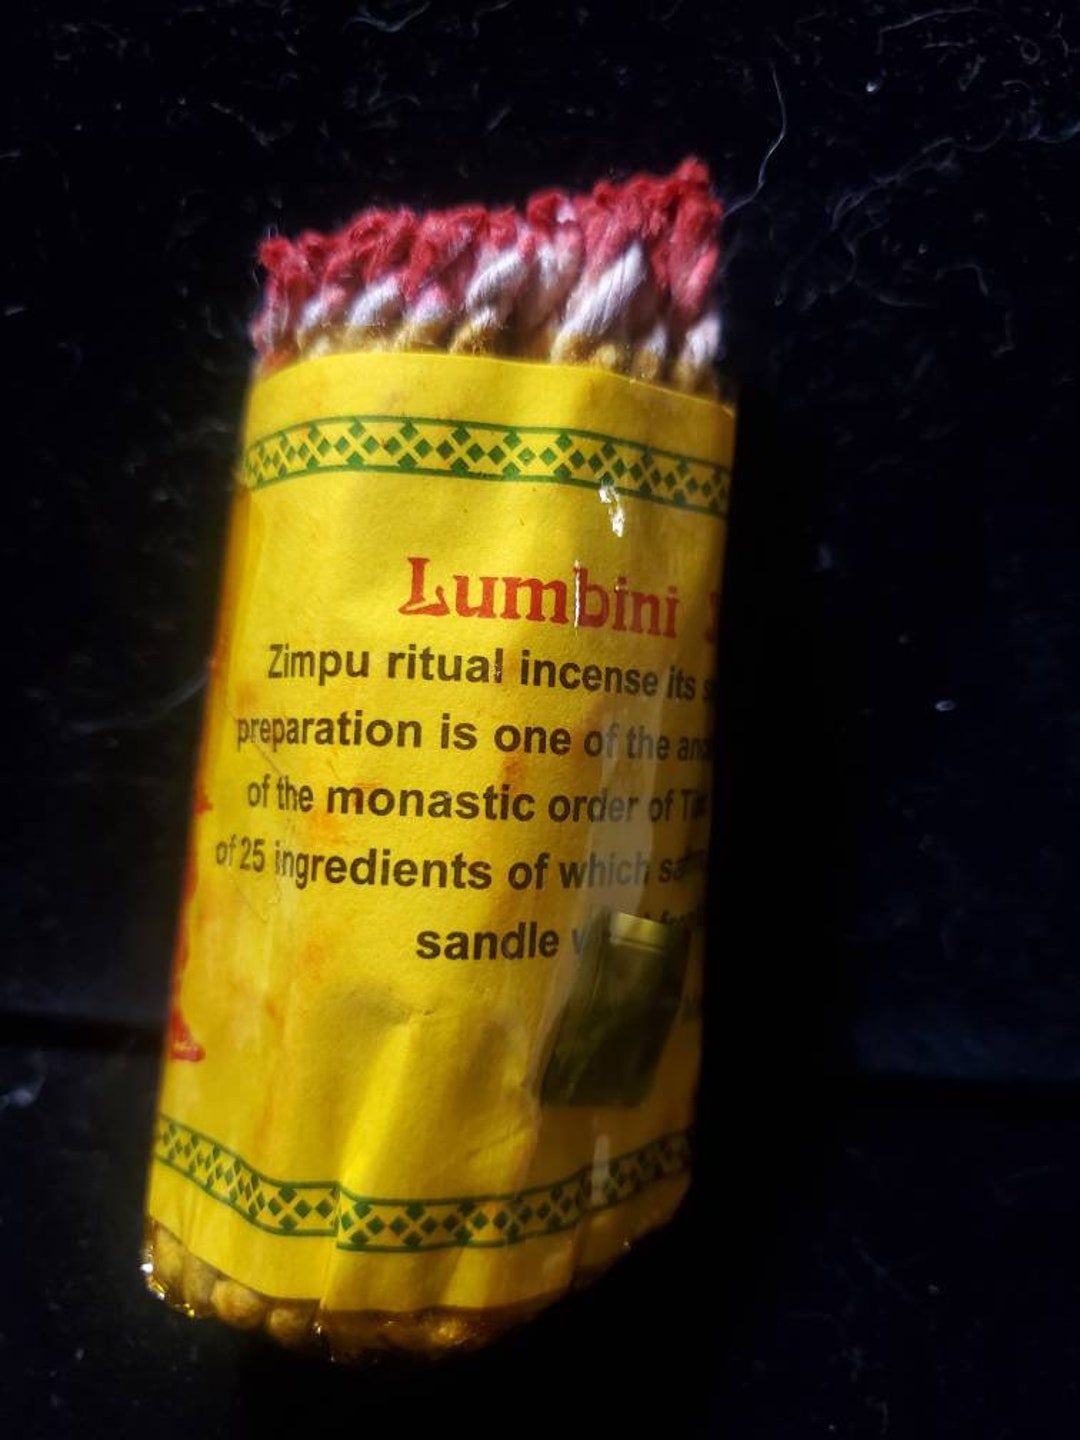 Lumbini
Zimpu ritual incense its
preparation is one of the
of the monastic order of
of 25 ingredients of which
sandle